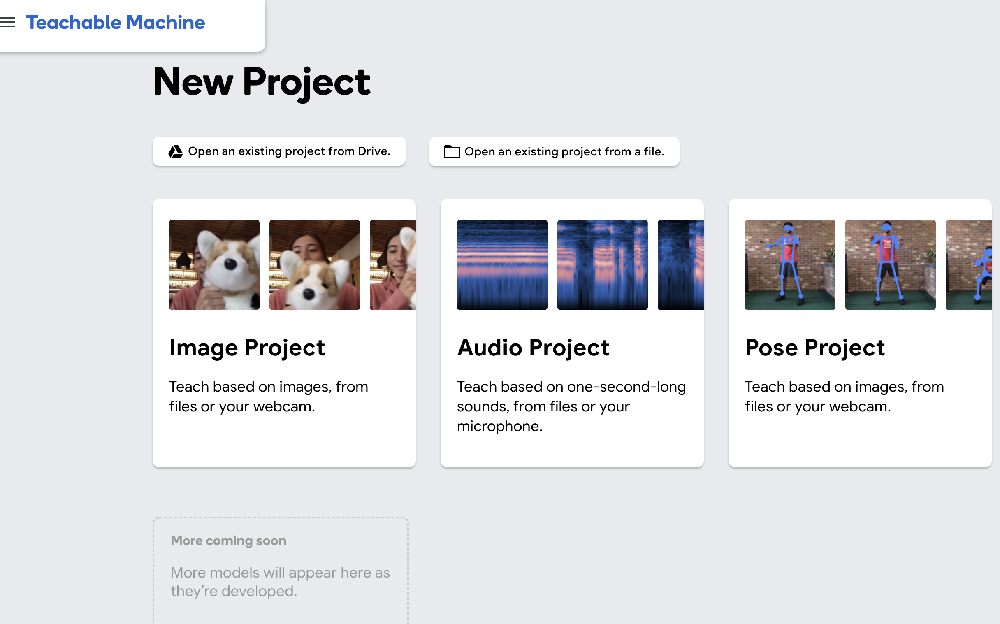 Teachable Machine
New Project
Open an existing project from Drive.
Open an existing project from a file.
Image Project
Teach based on images, from
files or your webcam.
Audio Project
Teach based on one-second-long
sounds, from files or your
microphone.
Pose Project
Teach based on images, from
files or your webcam.
More coming soon
More models will appear here as
they’re developed.